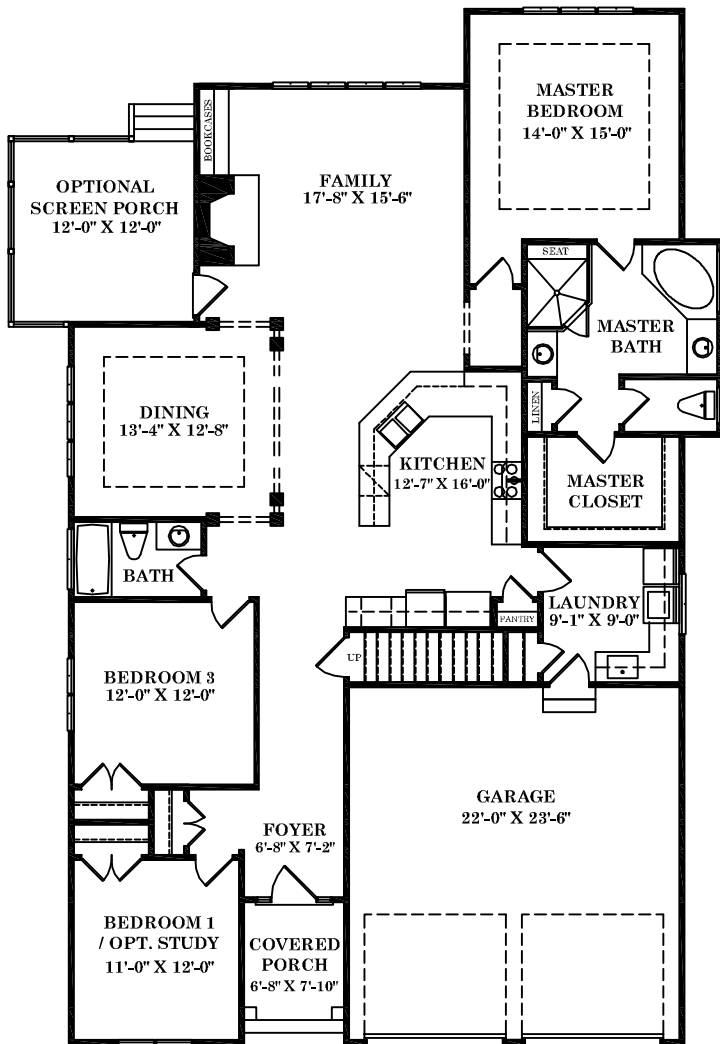 MASTER
BEDROOM
14'-0" X 15'-0"
BOOKCASES
FAMILY
17'-8" X 15'-6"
OPTIONAL
SCREEN PORCH
12'-0" X 12'-0"
SEAT
MASTER
BATH
LINEN
DINING
13'-4" X 12'-8"
KITCHEN
12'-7" X 16'-0"
MASTER
CLOSET
BATH
LAUNDRY
9'-1" X 9'-0"
PANTRY
UP
BEDROOM 3
12'-0" X 12'-0"
GARAGE
22'-0" X 23'-6"
FOYER
6'-8" X 7'-2"
BEDROOM 1
/ OPT. STUDY
11'-0" X 12'-0"
COVERED
PORCH
6'-8" X 7'-10"